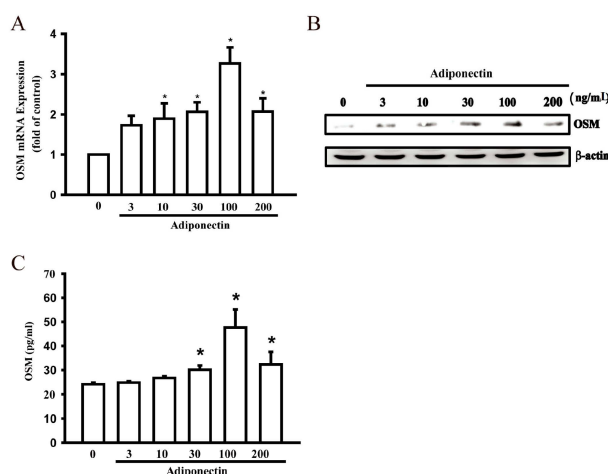 A
OSM mRNA Expression
(fold of control)
5
4
3
2
1
0
* * * * 
0 3 10 30 100 200
Adiponectin
B
Adiponectin
0 3 10 30 100 200 (ng/ml)
OSM
β-actin
C
OSM (pg/ml)
70
60
50
40
30
20
10
0
* * *
0 3 10 30 100 200
Adiponectin